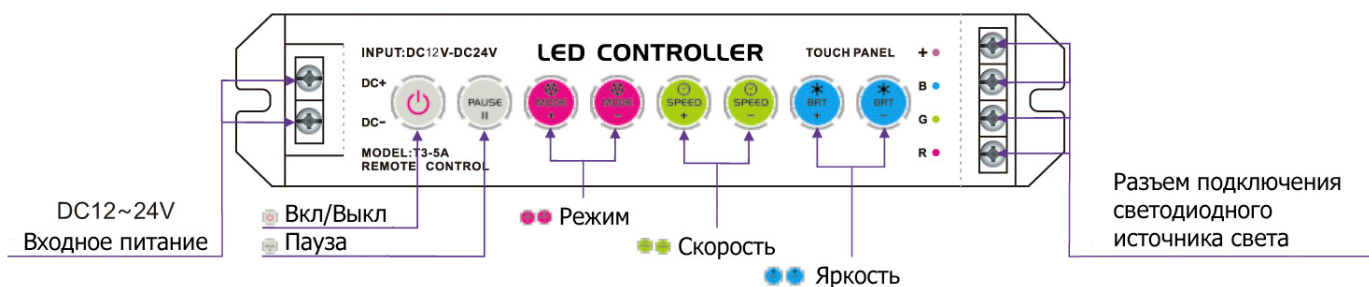 INPUT:DC12V-DC24V
LED CONTROLLER
TOUCH PANEL
+
DC+
B
PAUSE
MODE
+
MODE
−
SPEED
+
SPEED
−
BRT
+
BRT
−
DC−
G
MODEL:T3-5A
REMOTE CONTROL
R
DC12~24V
Входное питание
Вкл/Выкл
Пауза
Режим
Скорость
Яркость
Разъем подключения
светодиодного
источника света